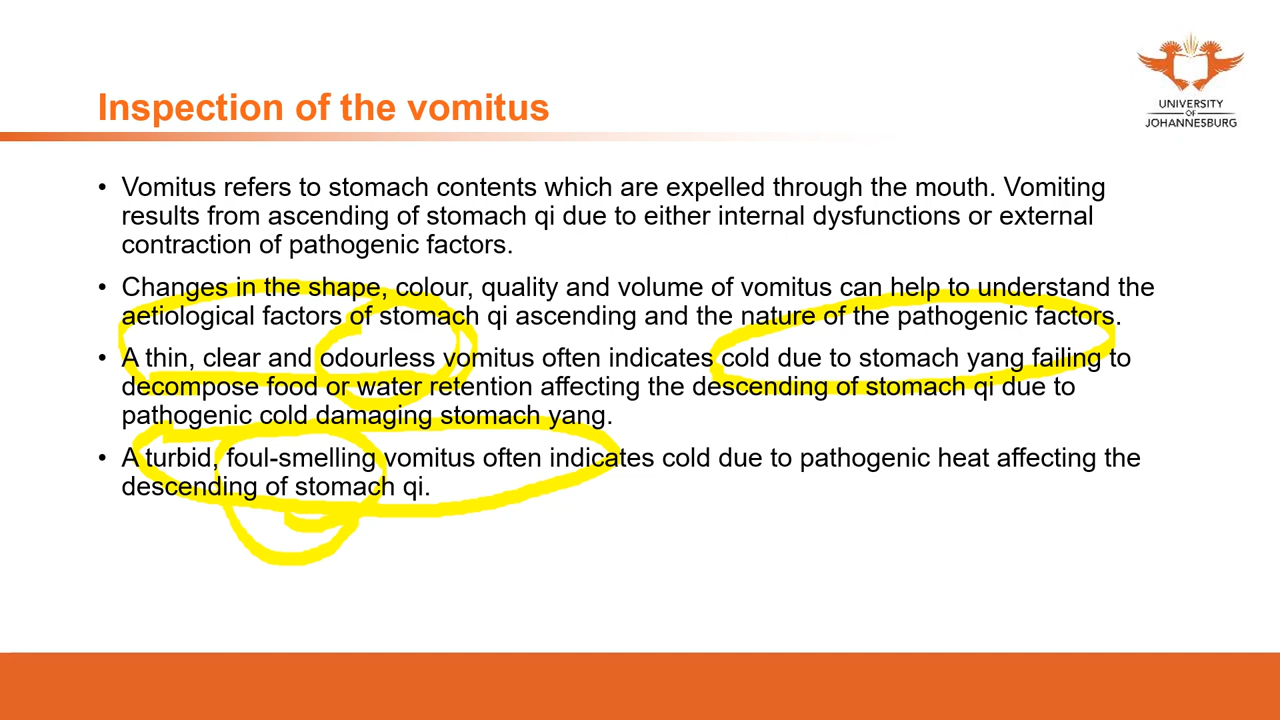 UNIVERSITY
OF
JOHANNESBURG
Inspection of the vomitus
• Vomitus refers to stomach contents which are expelled through the mouth. Vomiting
results from ascending of stomach qi due to either internal dysfunctions or external
contraction of pathogenic factors.
• Changes in the shape, colour, quality and volume of vomitus can help to understand the
aetiological factors of stomach qi ascending and the nature of the pathogenic factors.
• A thin, clear and odourless vomitus often indicates cold due to stomach yang failing to
decompose food or water retention affecting the descending of stomach qi due to
pathogenic cold damaging stomach yang.
• A turbid, foul-smelling vomitus often indicates cold due to pathogenic heat affecting the
descending of stomach qi.